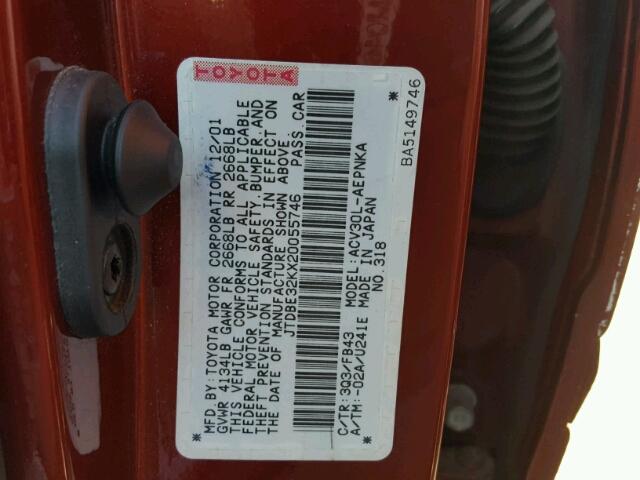 TOYOTA
MFD.BY:TOYOTA MOTOR CORPORATION 12/01
GVWR 4134LB GAWR FR 2668LB RR 2668LB
THIS VEHICLE CONFORMS TO ALL APPLICABLE
FEDERAL MOTOR VEHICLE SAFETY, BUMPER,AND
THEFT PREVENTION STANDARDS IN EFFECT ON
THE DATE OF MANUFACTURE SHOWN ABOVE.
JTDBE32KX20055746 PASS.CAR
C/TR: 3Q3/FB43 MODEL: ACV30L-AEPNKA
A/TM:-02A/U241E MADE IN JAPAN
NO.318
* BA5149746 *